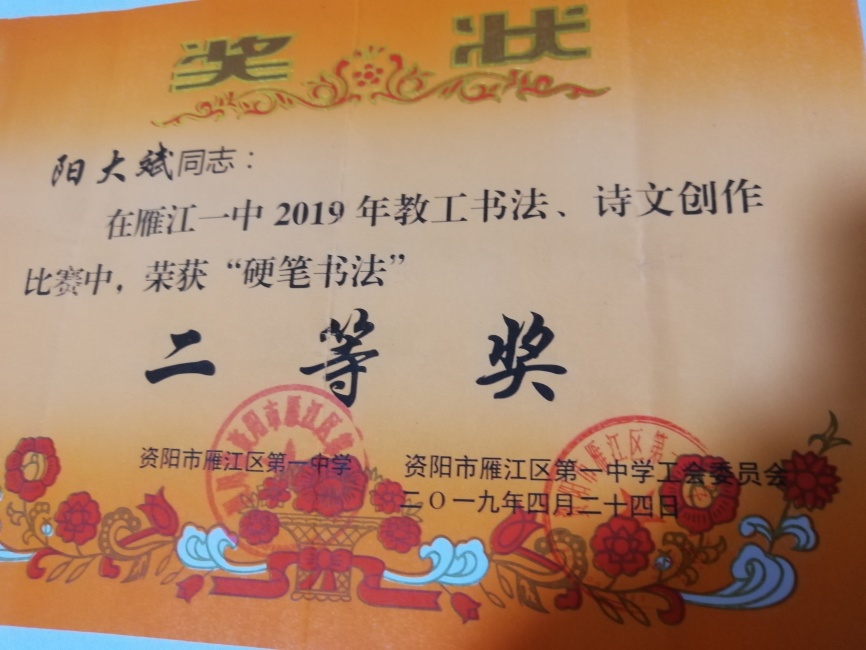 奖状
阳大斌同志：
在雁江一中2019年教工书法、诗文创作
比赛中，荣获“硬笔书法”
二等奖
资阳市雁江区第一中学
资阳市雁江区第一中学工会委员会
二〇一九年四月二十四日